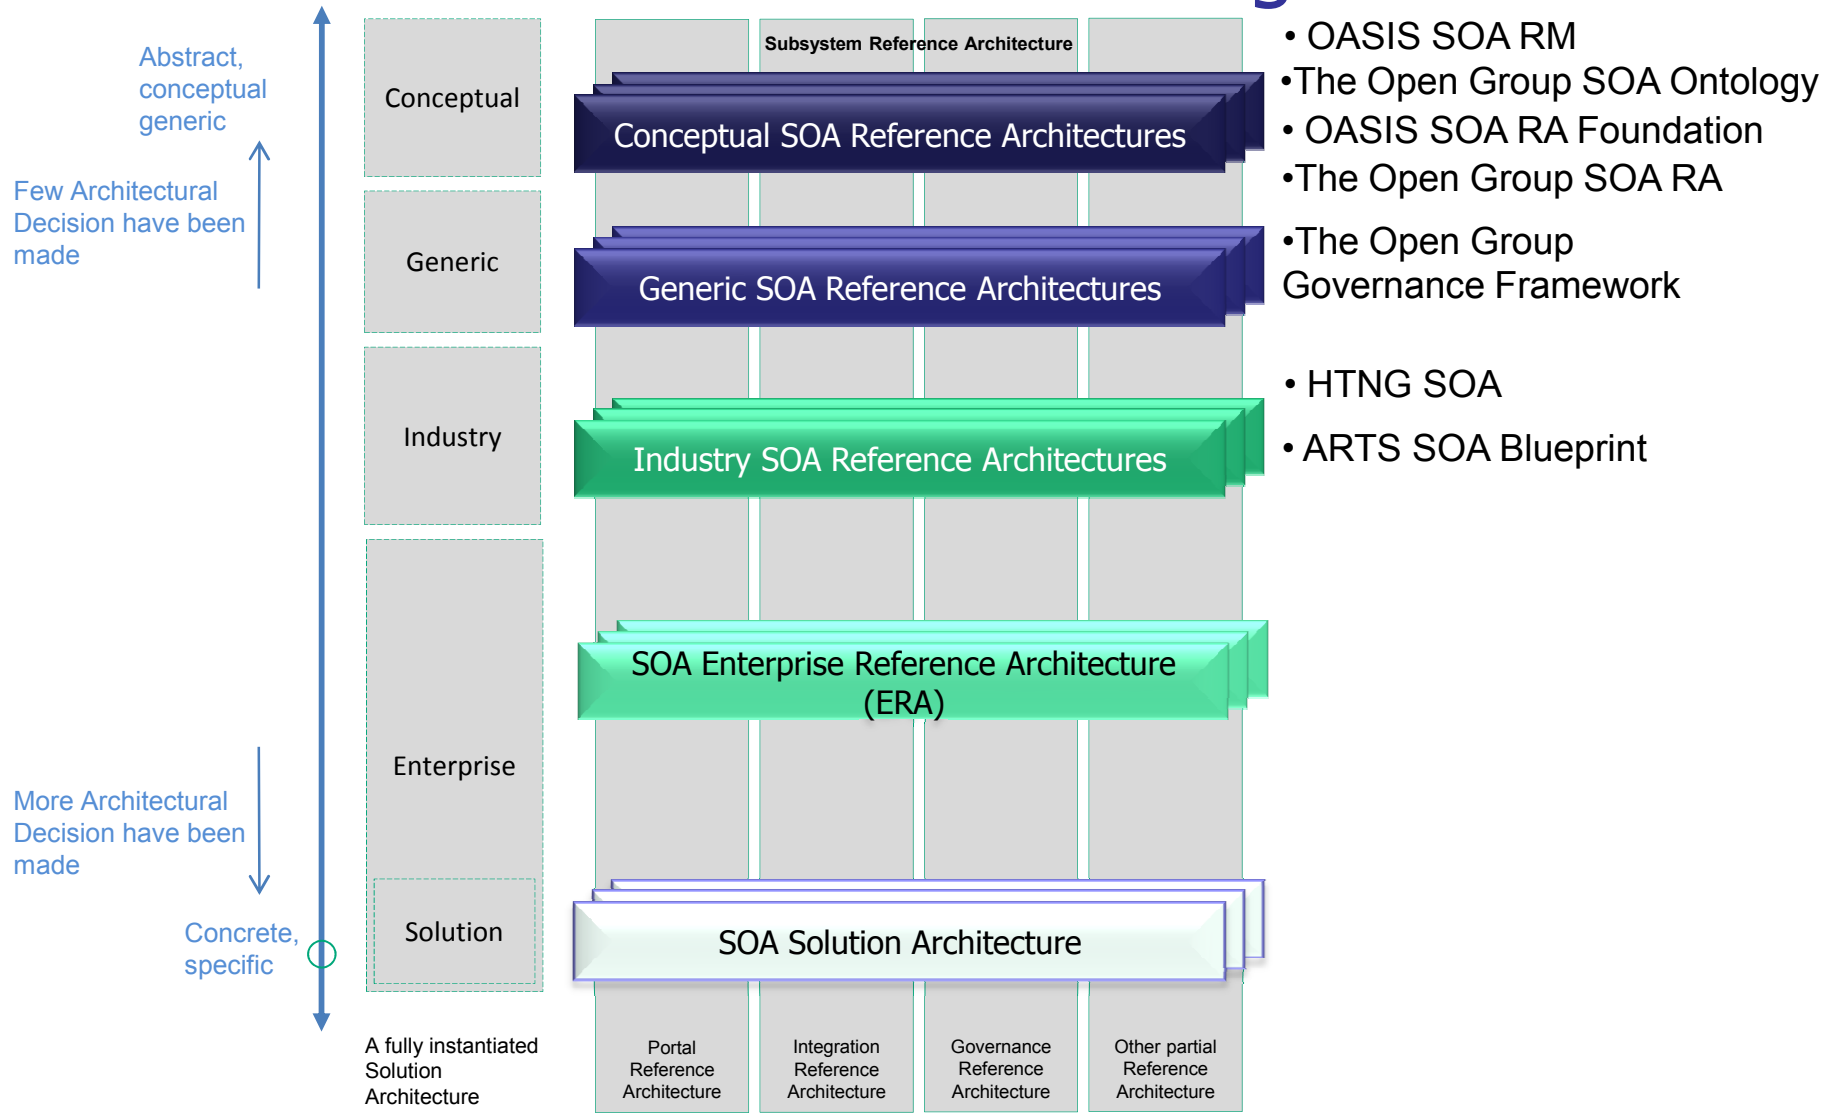 Abstract,
conceptual
generic
Few Architectural
Decision have been
made
More Architectural
Decision have been
made
Concrete,
specific
Conceptual
Generic
Industry
Enterprise
Solution
A fully instantiated
Solution
Architecture
Subsystem Reference Architecture
Conceptual SOA Reference Architectures
Generic SOA Reference Architectures
Industry SOA Reference Architectures
SOA Enterprise Reference Architecture
(ERA)
SOA Solution Architecture
Portal
Reference
Architecture
Integration
Reference
Architecture
Governance
Reference
Architecture
Other partial
Reference
Architecture
• OASIS SOA RM
•The Open Group SOA Ontology
• OASIS SOA RA Foundation
•The Open Group SOA RA
•The Open Group
Governance Framework
• HTNG SOA
• ARTS SOA Blueprint